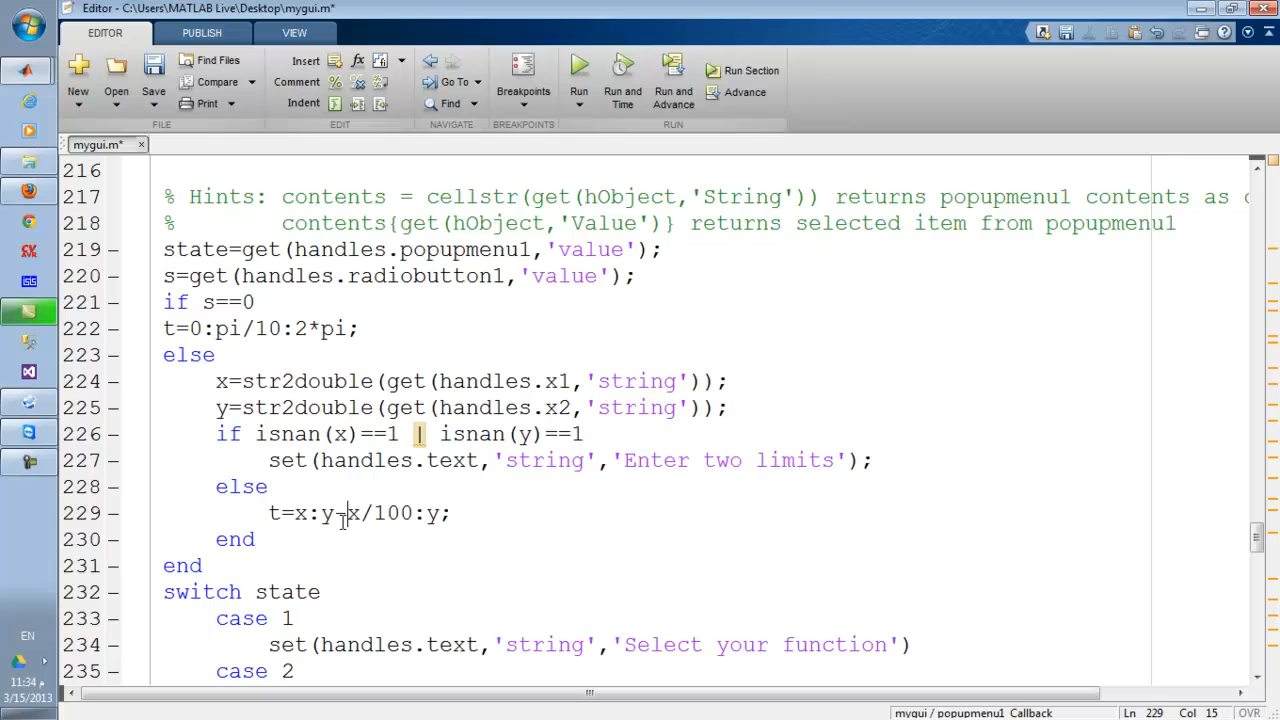 Editor - C:\Users\MATLAB Live\Desktop\mygui.m*
EDITOR PUBLISH VIEW
New Open Save Find Files Compare Print
Insert fx Comment Indent
Go To Find
Breakpoints
Run Run and Time Run and Advance Run Section Advance
FILE EDIT NAVIGATE BREAKPOINTS RUN
mygui.m*
216
217 % Hints: contents = cellstr(get(hObject,'String')) returns popupmenu1 contents as
218 % contents{get(hObject,'Value')} returns selected item from popupmenu1
219 state=get(handles.popupmenu1,'value');
220 s=get(handles.radiobutton1,'value');
221 if s==0
222 t=0:pi/10:2*pi;
223 else
224 x=str2double(get(handles.x1,'string'));
225 y=str2double(get(handles.x2,'string'));
226 if isnan(x)==1 | isnan(y)==1
227 set(handles.text,'string','Enter two limits');
228 else
229 t=x:y-x/100:y;
230 end
231 end
232 switch state
233 case 1
234 set(handles.text,'string','Select your function')
235 case 2
EN
11:34 م
3/15/2013
mygui / popupmenu1_Callback Ln 229 Col 15 OVR